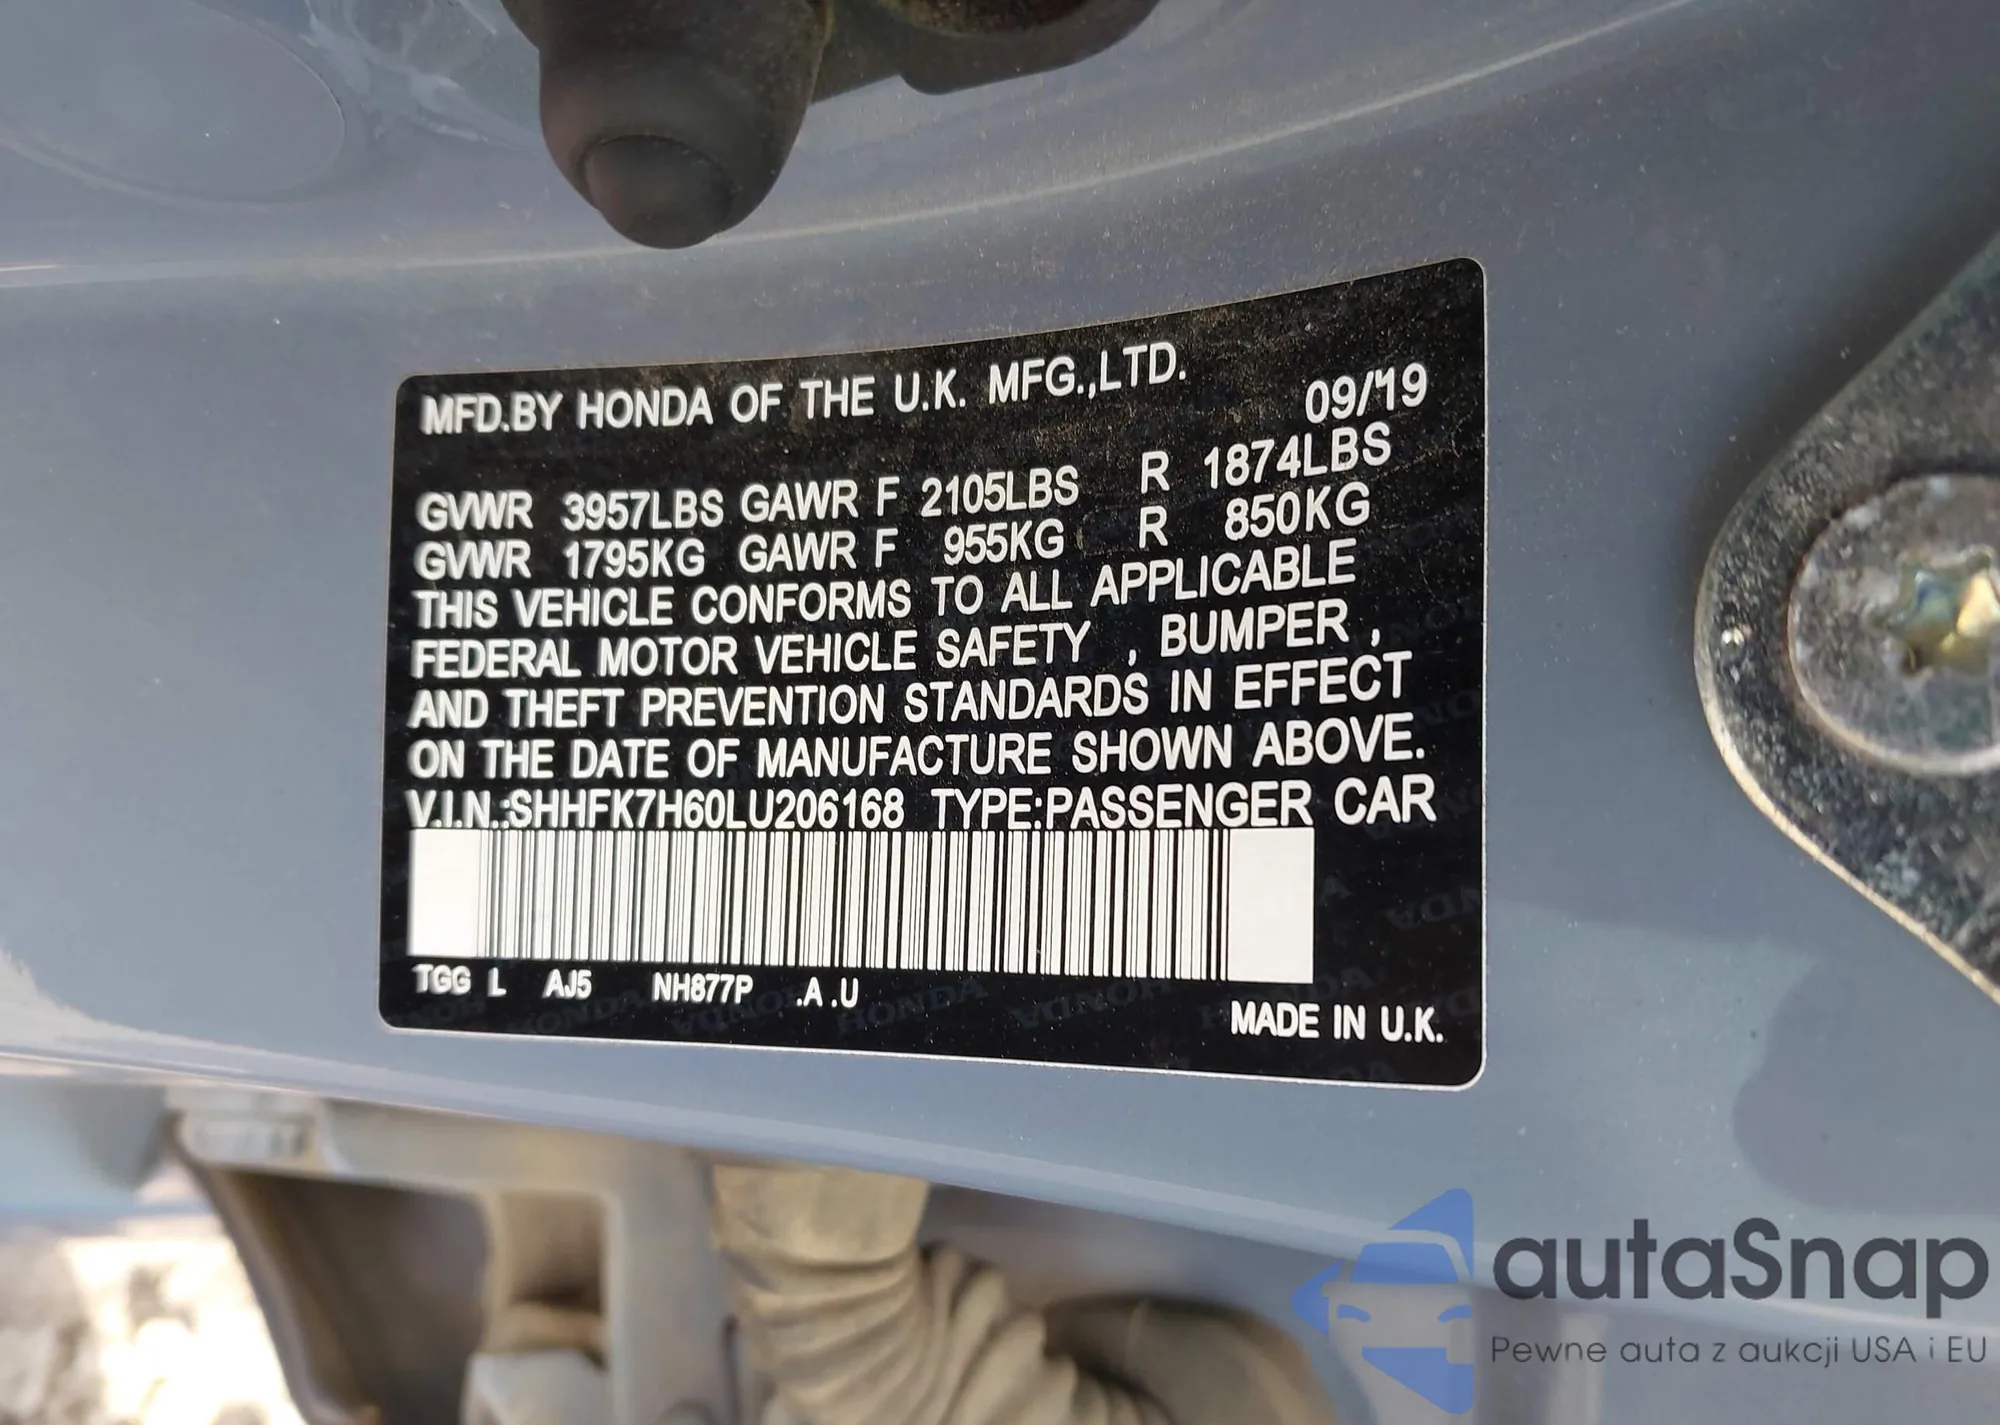 MFD.BY HONDA OF THE U.K. MFG.,LTD.
09/'19
GVWR 3957LBS GAWR F 2105LBS R 1874LBS
GVWR 1795KG GAWR F 955KG R 850KG
THIS VEHICLE CONFORMS TO ALL APPLICABLE
FEDERAL MOTOR VEHICLE SAFETY , BUMPER ,
AND THEFT PREVENTION STANDARDS IN EFFECT
ON THE DATE OF MANUFACTURE SHOWN ABOVE.
V.I.N.:SHHFK7H60LU206168 TYPE:PASSENGER CAR
TGG L AJ5 NH877P .A .U
MADE IN U.K.
autaSnap
Pewne auta z aukcji USA i EU